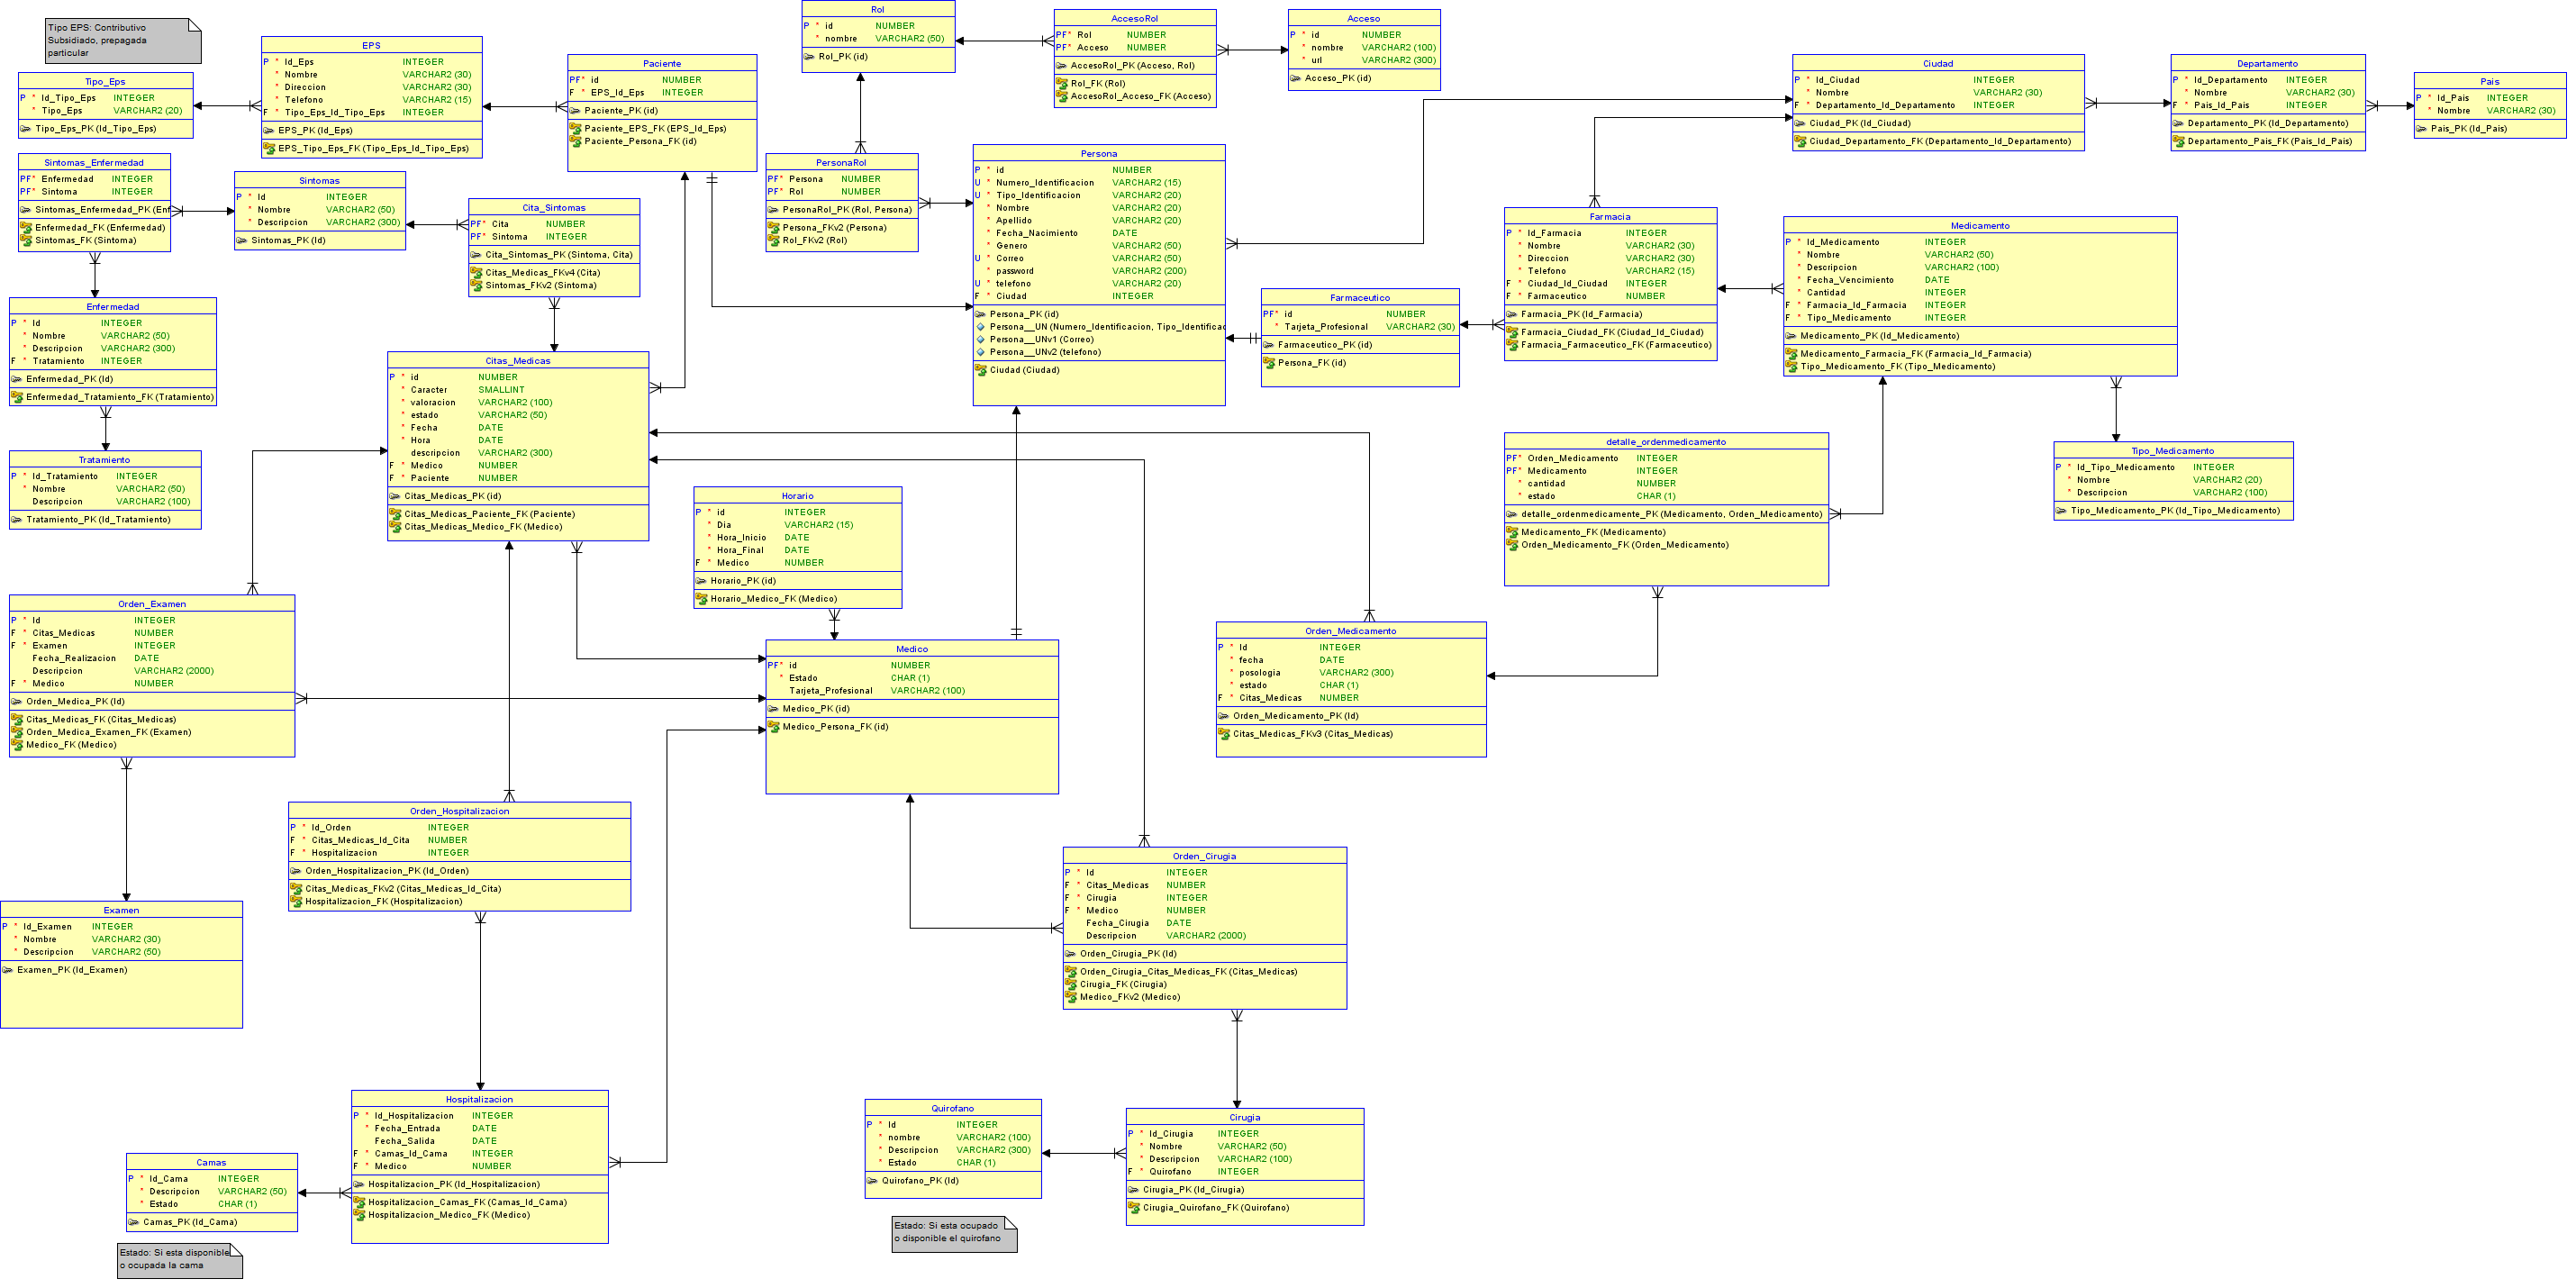 Tipo EPS: Contributivo
Subsidiado, prepagada
particular
Tipo_Eps
P * Id_Tipo_Eps INTEGER
* Tipo_Eps VARCHAR2 (20)
Tipo_Eps_PK (Id_Tipo_Eps)
EPS
P * Id_Eps INTEGER
* Nombre VARCHAR2 (30)
* Direccion VARCHAR2 (30)
* Telefono VARCHAR2 (15)
F * Tipo_Eps_Id_Tipo_Eps INTEGER
EPS_PK (Id_Eps)
EPS_Tipo_Eps_FK (Tipo_Eps_Id_Tipo_Eps)
Paciente
PF* id NUMBER
F * EPS_Id_Eps INTEGER
Paciente_PK (id)
Paciente_EPS_FK (EPS_Id_Eps)
Paciente_Persona_FK (id)
Rol
P * id NUMBER
* nombre VARCHAR2 (50)
Rol_PK (id)
AccesoRol
PF* Rol NUMBER
PF* Acceso NUMBER
AccesoRol_PK (Acceso, Rol)
Rol_FK (Rol)
AccesoRol_Acceso_FK (Acceso)
Acceso
P * id NUMBER
* nombre VARCHAR2 (100)
* url VARCHAR2 (300)
Acceso_PK (id)
Ciudad
P * Id_Ciudad INTEGER
* Nombre VARCHAR2 (30)
F * Departamento_Id_Departamento INTEGER
Ciudad_PK (Id_Ciudad)
Ciudad_Departamento_FK (Departamento_Id_Departamento)
Departamento
P * Id_Departamento INTEGER
* Nombre VARCHAR2 (30)
F * Pais_Id_Pais INTEGER
Departamento_PK (Id_Departamento)
Departamento_Pais_FK (Pais_Id_Pais)
Pais
P * Id_Pais INTEGER
* Nombre VARCHAR2 (30)
Pais_PK (Id_Pais)
Sintomas_Enfermedad
PF* Enfermedad INTEGER
PF* Sintoma INTEGER
Sintomas_Enfermedad_PK (Enf
Enfermedad_FK (Enfermedad)
Sintomas_FK (Sintoma)
Sintomas
P * Id INTEGER
* Nombre VARCHAR2 (50)
* Descripcion VARCHAR2 (300)
Sintomas_PK (Id)
Cita_Sintomas
PF* Cita NUMBER
PF* Sintoma INTEGER
Cita_Sintomas_PK (Sintoma, Cita)
Citas_Medicas_FKv4 (Cita)
Sintomas_FKv2 (Sintoma)
PersonaRol
PF* Persona NUMBER
PF* Rol NUMBER
PersonaRol_PK (Rol, Persona)
Persona_FKv2 (Persona)
Rol_FKv2 (Rol)
Persona
P * id NUMBER
U * Numero_Identificacion VARCHAR2 (15)
U * Tipo_Identificacion VARCHAR2 (20)
* Nombre VARCHAR2 (20)
* Apellido VARCHAR2 (20)
* Fecha_Nacimiento DATE
* Genero VARCHAR2 (50)
U * Correo VARCHAR2 (50)
* password VARCHAR2 (200)
U * telefono VARCHAR2 (20)
F * Ciudad INTEGER
Persona_PK (id)
Persona__UN (Numero_Identificacion, Tipo_Identificac
Persona__UNv1 (Correo)
Persona__UNv2 (telefono)
Ciudad (Ciudad)
Farmaceutico
PF* id NUMBER
* Tarjeta_Profesional VARCHAR2 (30)
Farmaceutico_PK (id)
Persona_FK (id)
Farmacia
P * Id_Farmacia INTEGER
* Nombre VARCHAR2 (30)
* Direccion VARCHAR2 (30)
* Telefono VARCHAR2 (15)
F * Ciudad_Id_Ciudad INTEGER
F * Farmaceutico NUMBER
Farmacia_PK (Id_Farmacia)
Farmacia_Ciudad_FK (Ciudad_Id_Ciudad)
Farmacia_Farmaceutico_FK (Farmaceutico)
Medicamento
P * Id_Medicamento INTEGER
* Nombre VARCHAR2 (50)
* Descripcion VARCHAR2 (100)
* Fecha_Vencimiento DATE
* Cantidad INTEGER
F * Farmacia_Id_Farmacia INTEGER
F * Tipo_Medicamento INTEGER
Medicamento_PK (Id_Medicamento)
Medicamento_Farmacia_FK (Farmacia_Id_Farmacia)
Tipo_Medicamento_FK (Tipo_Medicamento)
Enfermedad
P * Id INTEGER
* Nombre VARCHAR2 (50)
* Descripcion VARCHAR2 (300)
F * Tratamiento INTEGER
Enfermedad_PK (Id)
Enfermedad_Tratamiento_FK (Tratamiento)
Citas_Medicas
P * id NUMBER
* Caracter SMALLINT
* valoracion VARCHAR2 (100)
* estado VARCHAR2 (50)
* Fecha DATE
* Hora DATE
descripcion VARCHAR2 (300)
F * Medico NUMBER
F * Paciente NUMBER
Citas_Medicas_PK (id)
Citas_Medicas_Paciente_FK (Paciente)
Citas_Medicas_Medico_FK (Medico)
Tratamiento
P * Id_Tratamiento INTEGER
* Nombre VARCHAR2 (50)
Descripcion VARCHAR2 (100)
Tratamiento_PK (Id_Tratamiento)
Horario
P * id INTEGER
* Dia VARCHAR2 (15)
* Hora_Inicio DATE
* Hora_Final DATE
F * Medico NUMBER
Horario_PK (id)
Horario_Medico_FK (Medico)
detalle_ordenmedicamento
PF* Orden_Medicamento INTEGER
PF* Medicamento INTEGER
* cantidad NUMBER
* estado CHAR (1)
detalle_ordenmedicamente_PK (Medicamento, Orden_Medicamento)
Medicamento_FK (Medicamento)
Orden_Medicamento_FK (Orden_Medicamento)
Tipo_Medicamento
P * Id_Tipo_Medicamento INTEGER
* Nombre VARCHAR2 (20)
* Descripcion VARCHAR2 (100)
Tipo_Medicamento_PK (Id_Tipo_Medicamento)
Orden_Examen
P * Id INTEGER
F * Citas_Medicas NUMBER
F * Examen INTEGER
Fecha_Realizacion DATE
Descripcion VARCHAR2 (2000)
F * Medico NUMBER
Orden_Medica_PK (Id)
Citas_Medicas_FK (Citas_Medicas)
Orden_Medica_Examen_FK (Examen)
Medico_FK (Medico)
Medico
PF* id NUMBER
* Estado CHAR (1)
Tarjeta_Profesional VARCHAR2 (100)
Medico_PK (id)
Medico_Persona_FK (id)
Orden_Medicamento
P * Id INTEGER
* fecha DATE
* posologia VARCHAR2 (300)
* estado CHAR (1)
F * Citas_Medicas NUMBER
Orden_Medicamento_PK (Id)
Citas_Medicas_FKv3 (Citas_Medicas)
Orden_Hospitalizacion
P * Id_Orden INTEGER
F * Citas_Medicas_Id_Cita NUMBER
F * Hospitalizacion INTEGER
Orden_Hospitalizacion_PK (Id_Orden)
Citas_Medicas_FKv2 (Citas_Medicas_Id_Cita)
Hospitalizacion_FK (Hospitalizacion)
Orden_Cirugia
P * Id INTEGER
F * Citas_Medicas NUMBER
F * Cirugia INTEGER
F * Medico NUMBER
Fecha_Cirugia DATE
Descripcion VARCHAR2 (2000)
Orden_Cirugia_PK (Id)
Orden_Cirugia_Citas_Medicas_FK (Citas_Medicas)
Cirugia_FK (Cirugia)
Medico_FKv2 (Medico)
Examen
P * Id_Examen INTEGER
* Nombre VARCHAR2 (30)
* Descripcion VARCHAR2 (50)
Examen_PK (Id_Examen)
Hospitalizacion
P * Id_Hospitalizacion INTEGER
* Fecha_Entrada DATE
Fecha_Salida DATE
F * Camas_Id_Cama INTEGER
F * Medico NUMBER
Hospitalizacion_PK (Id_Hospitalizacion)
Hospitalizacion_Camas_FK (Camas_Id_Cama)
Hospitalizacion_Medico_FK (Medico)
Quirofano
P * Id INTEGER
* nombre VARCHAR2 (100)
* Descripcion VARCHAR2 (300)
* Estado CHAR (1)
Quirofano_PK (Id)
Cirugia
P * Id_Cirugia INTEGER
* Nombre VARCHAR2 (50)
* Descripcion VARCHAR2 (100)
F * Quirofano INTEGER
Cirugia_PK (Id_Cirugia)
Cirugia_Quirofano_FK (Quirofano)
Camas
P * Id_Cama INTEGER
* Descripcion VARCHAR2 (50)
* Estado CHAR (1)
Camas_PK (Id_Cama)
Estado: Si esta ocupado
o disponible el quirofano
Estado: Si esta disponible
o ocupada la cama